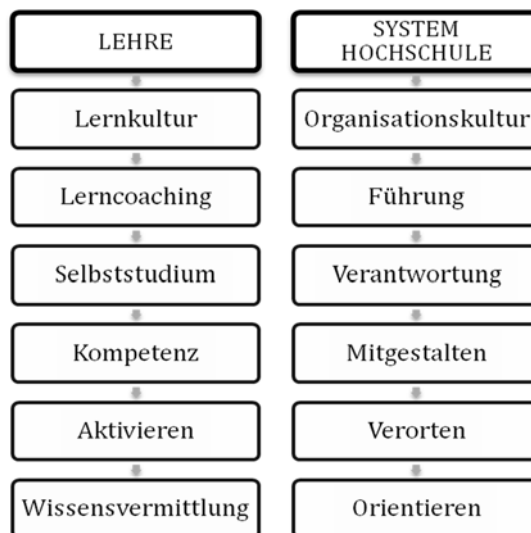 LEHRE
Lernkultur
Lerncoaching
Selbststudium
Kompetenz
Aktivieren
Wissensvermittlung
SYSTEM
HOCHSCHULE
Organisationskultur
Führung
Verantwortung
Mitgestalten
Verorten
Orientieren